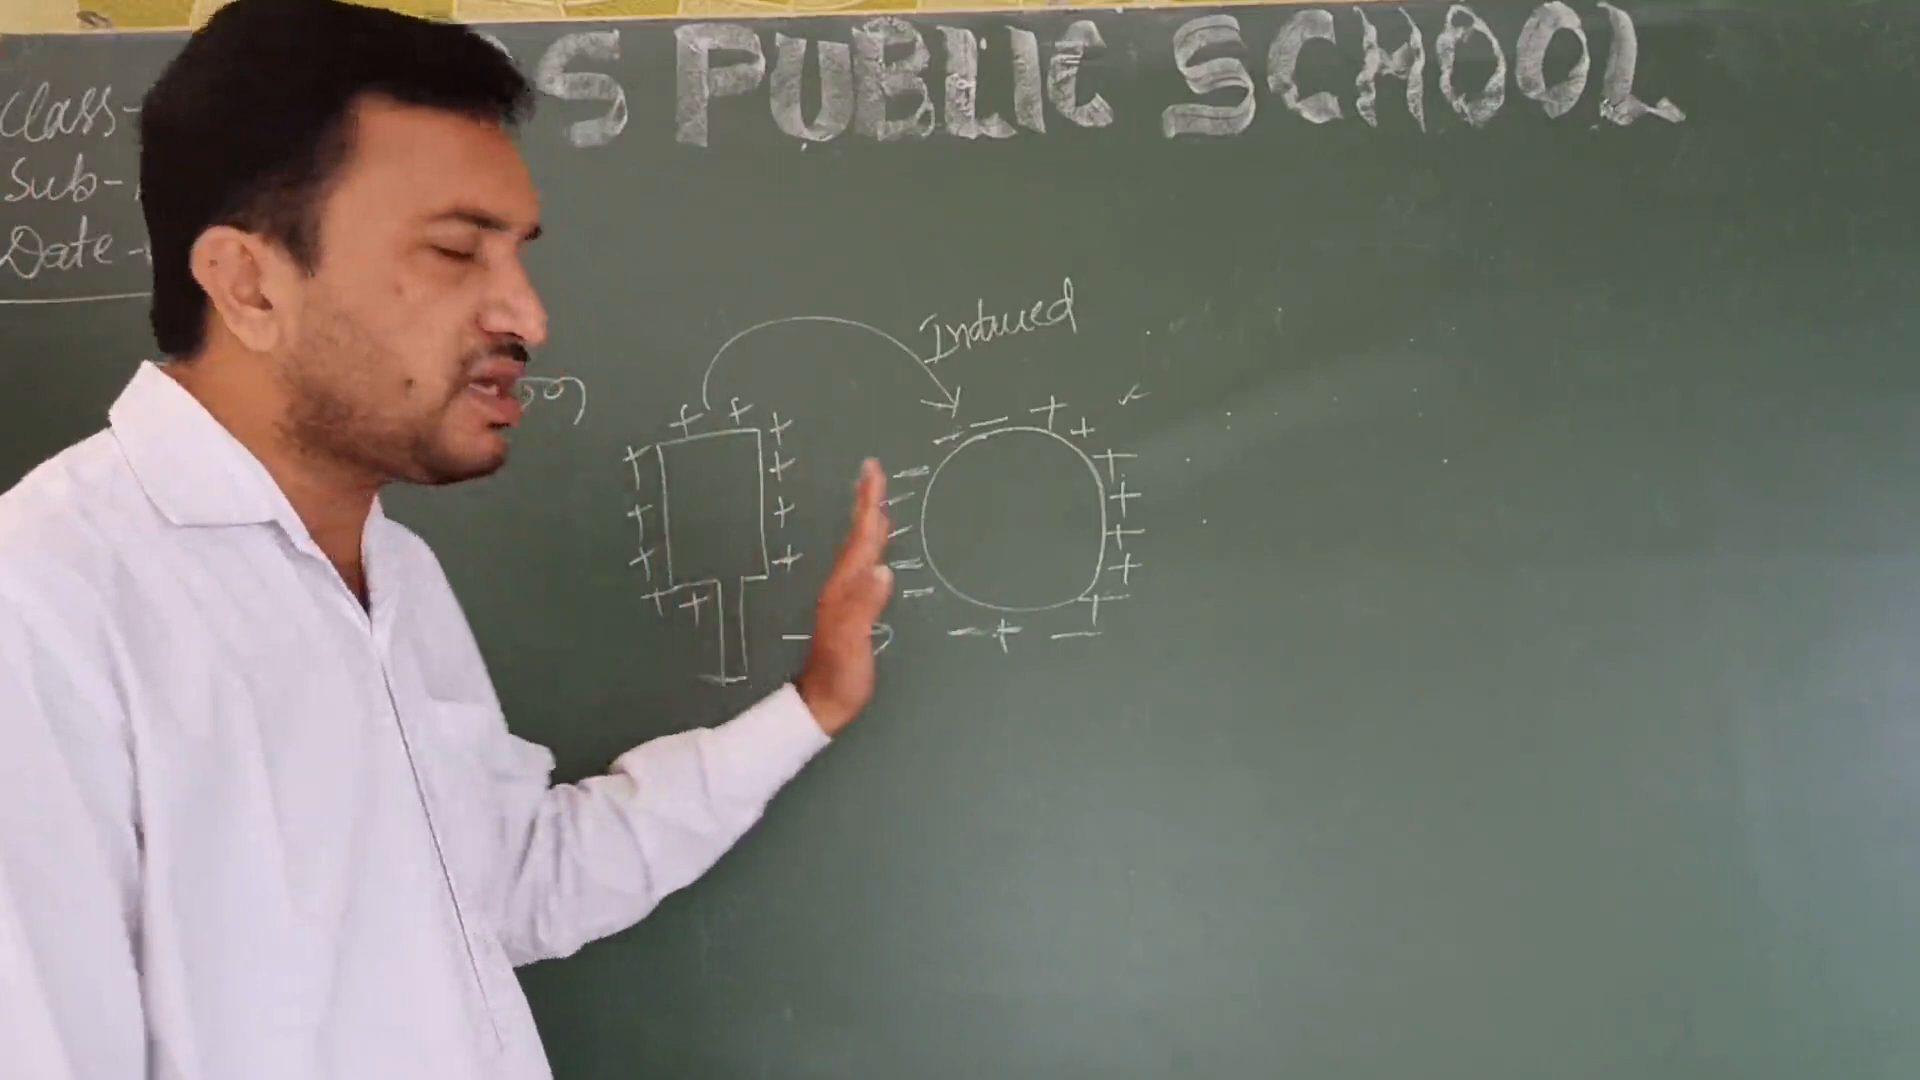 S PUBLIC SCHOOL
Class-
Sub-
Date-
Induced
+ + +
+ +
+ +
+ +
+ +
- - + +
- +
- +
- +
- +
- +
- + -